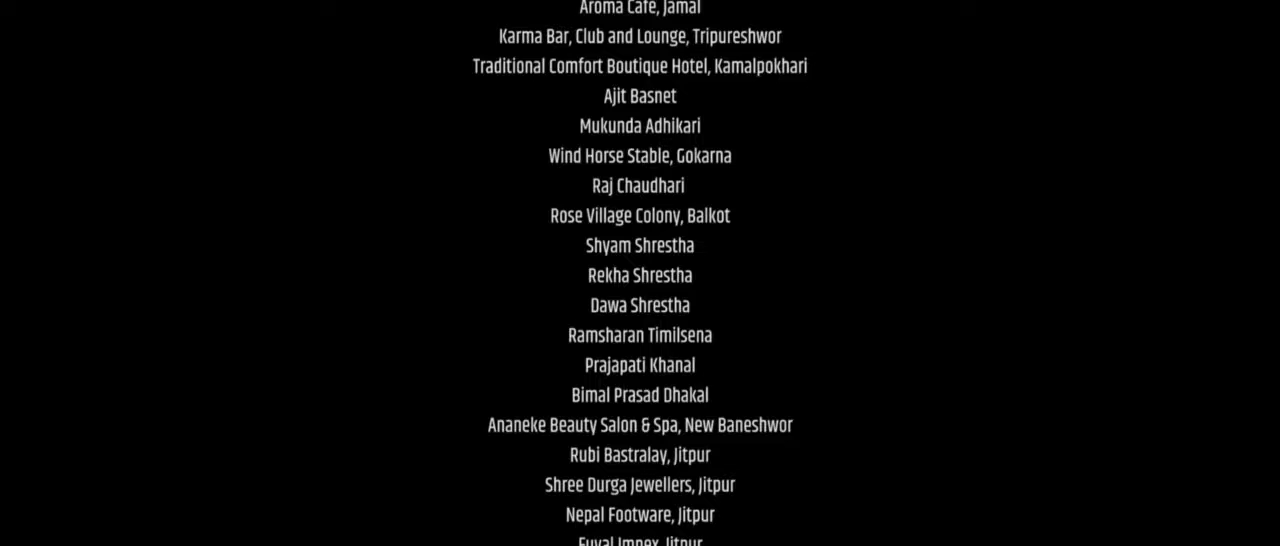 Aroma Cafe, Jamal
Karma Bar, Club and Lounge, Tripureshwor
Traditional Comfort Boutique Hotel, Kamalpokhari
Ajit Basnet
Mukunda Adhikari
Wind Horse Stable, Gokarna
Raj Chaudhari
Rose Village Colony, Balkot
Shyam Shrestha
Rekha Shrestha
Dawa Shrestha
Ramsharan Timilsena
Prajapati Khanal
Bimal Prasad Dhakal
Ananeke Beauty Salon & Spa, New Baneshwor
Rubi Bastralay, Jitpur
Shree Durga Jewellers, Jitpur
Nepal Footware, Jitpur
Impex, Jitpur